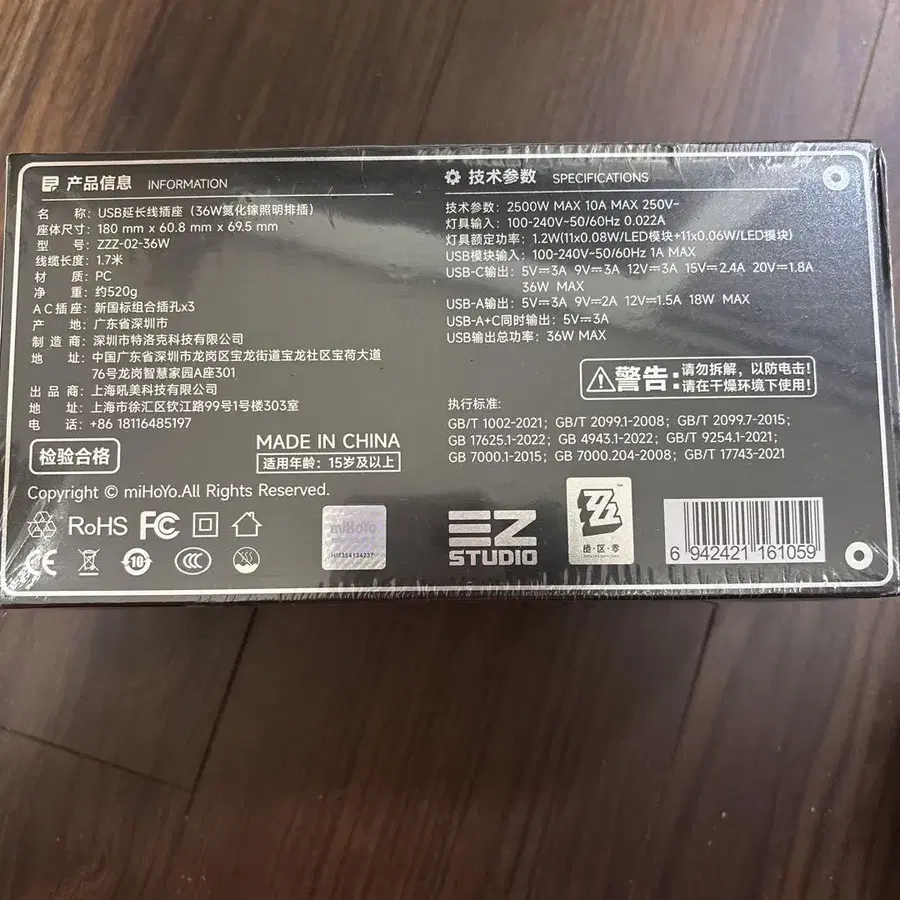 产品信息 INFORMATION
名 称：USB延长线插座（36W氮化镓照明排插）
座体尺寸：180 mm x 60.8 mm x 69.5 mm
型 号：ZZZ-02-36W
线缆长度：1.7米
材 质：PC
净 重：约520g
AC插座：新国标组合插孔x3
产 地：广东省深圳市
制 造 商：深圳市特洛克科技有限公司
地 址：中国广东省深圳市龙岗区宝龙街道宝龙社区宝荷大道
76号龙岗智慧家园A座301
出 品 商：上海吼美科技有限公司
地 址：上海市徐汇区钦江路99号1号楼303室
电 话：+86 18116485197
检验合格
MADE IN CHINA
适用年龄：15岁及以上
Copyright © miHoYo.All Rights Reserved.
RoHS FC
CE 10 CCC
miHoYo
HM354134237
技术参数 SPECIFICATIONS
技术参数：2500W MAX 10A MAX 250V~
灯具输入：100-240V~50/60Hz 0.022A
灯具额定功率：1.2W(11x0.08W/LED模块+11x0.06W/LED模块)
USB模块输入：100-240V~50/60Hz 1A MAX
USB-C输出：5V⎓3A 9V⎓3A 12V⎓3A 15V⎓2.4A 20V⎓1.8A
36W MAX
USB-A输出：5V⎓3A 9V⎓2A 12V⎓1.5A 18W MAX
USB-A+C同时输出：5V⎓3A
USB输出总功率：36W MAX
警告：请勿拆解，以防电击！
请在干燥环境下使用！
执行标准：
GB/T 1002-2021；GB/T 2099.1-2008；GB/T 2099.7-2015；
GB 17625.1-2022；GB 4943.1-2022；GB/T 9254.1-2021；
GB 7000.1-2015；GB 7000.204-2008；GB/T 17743-2021
EZ
STUDIO
ZZZ
绝·区·零
6 942421 161059